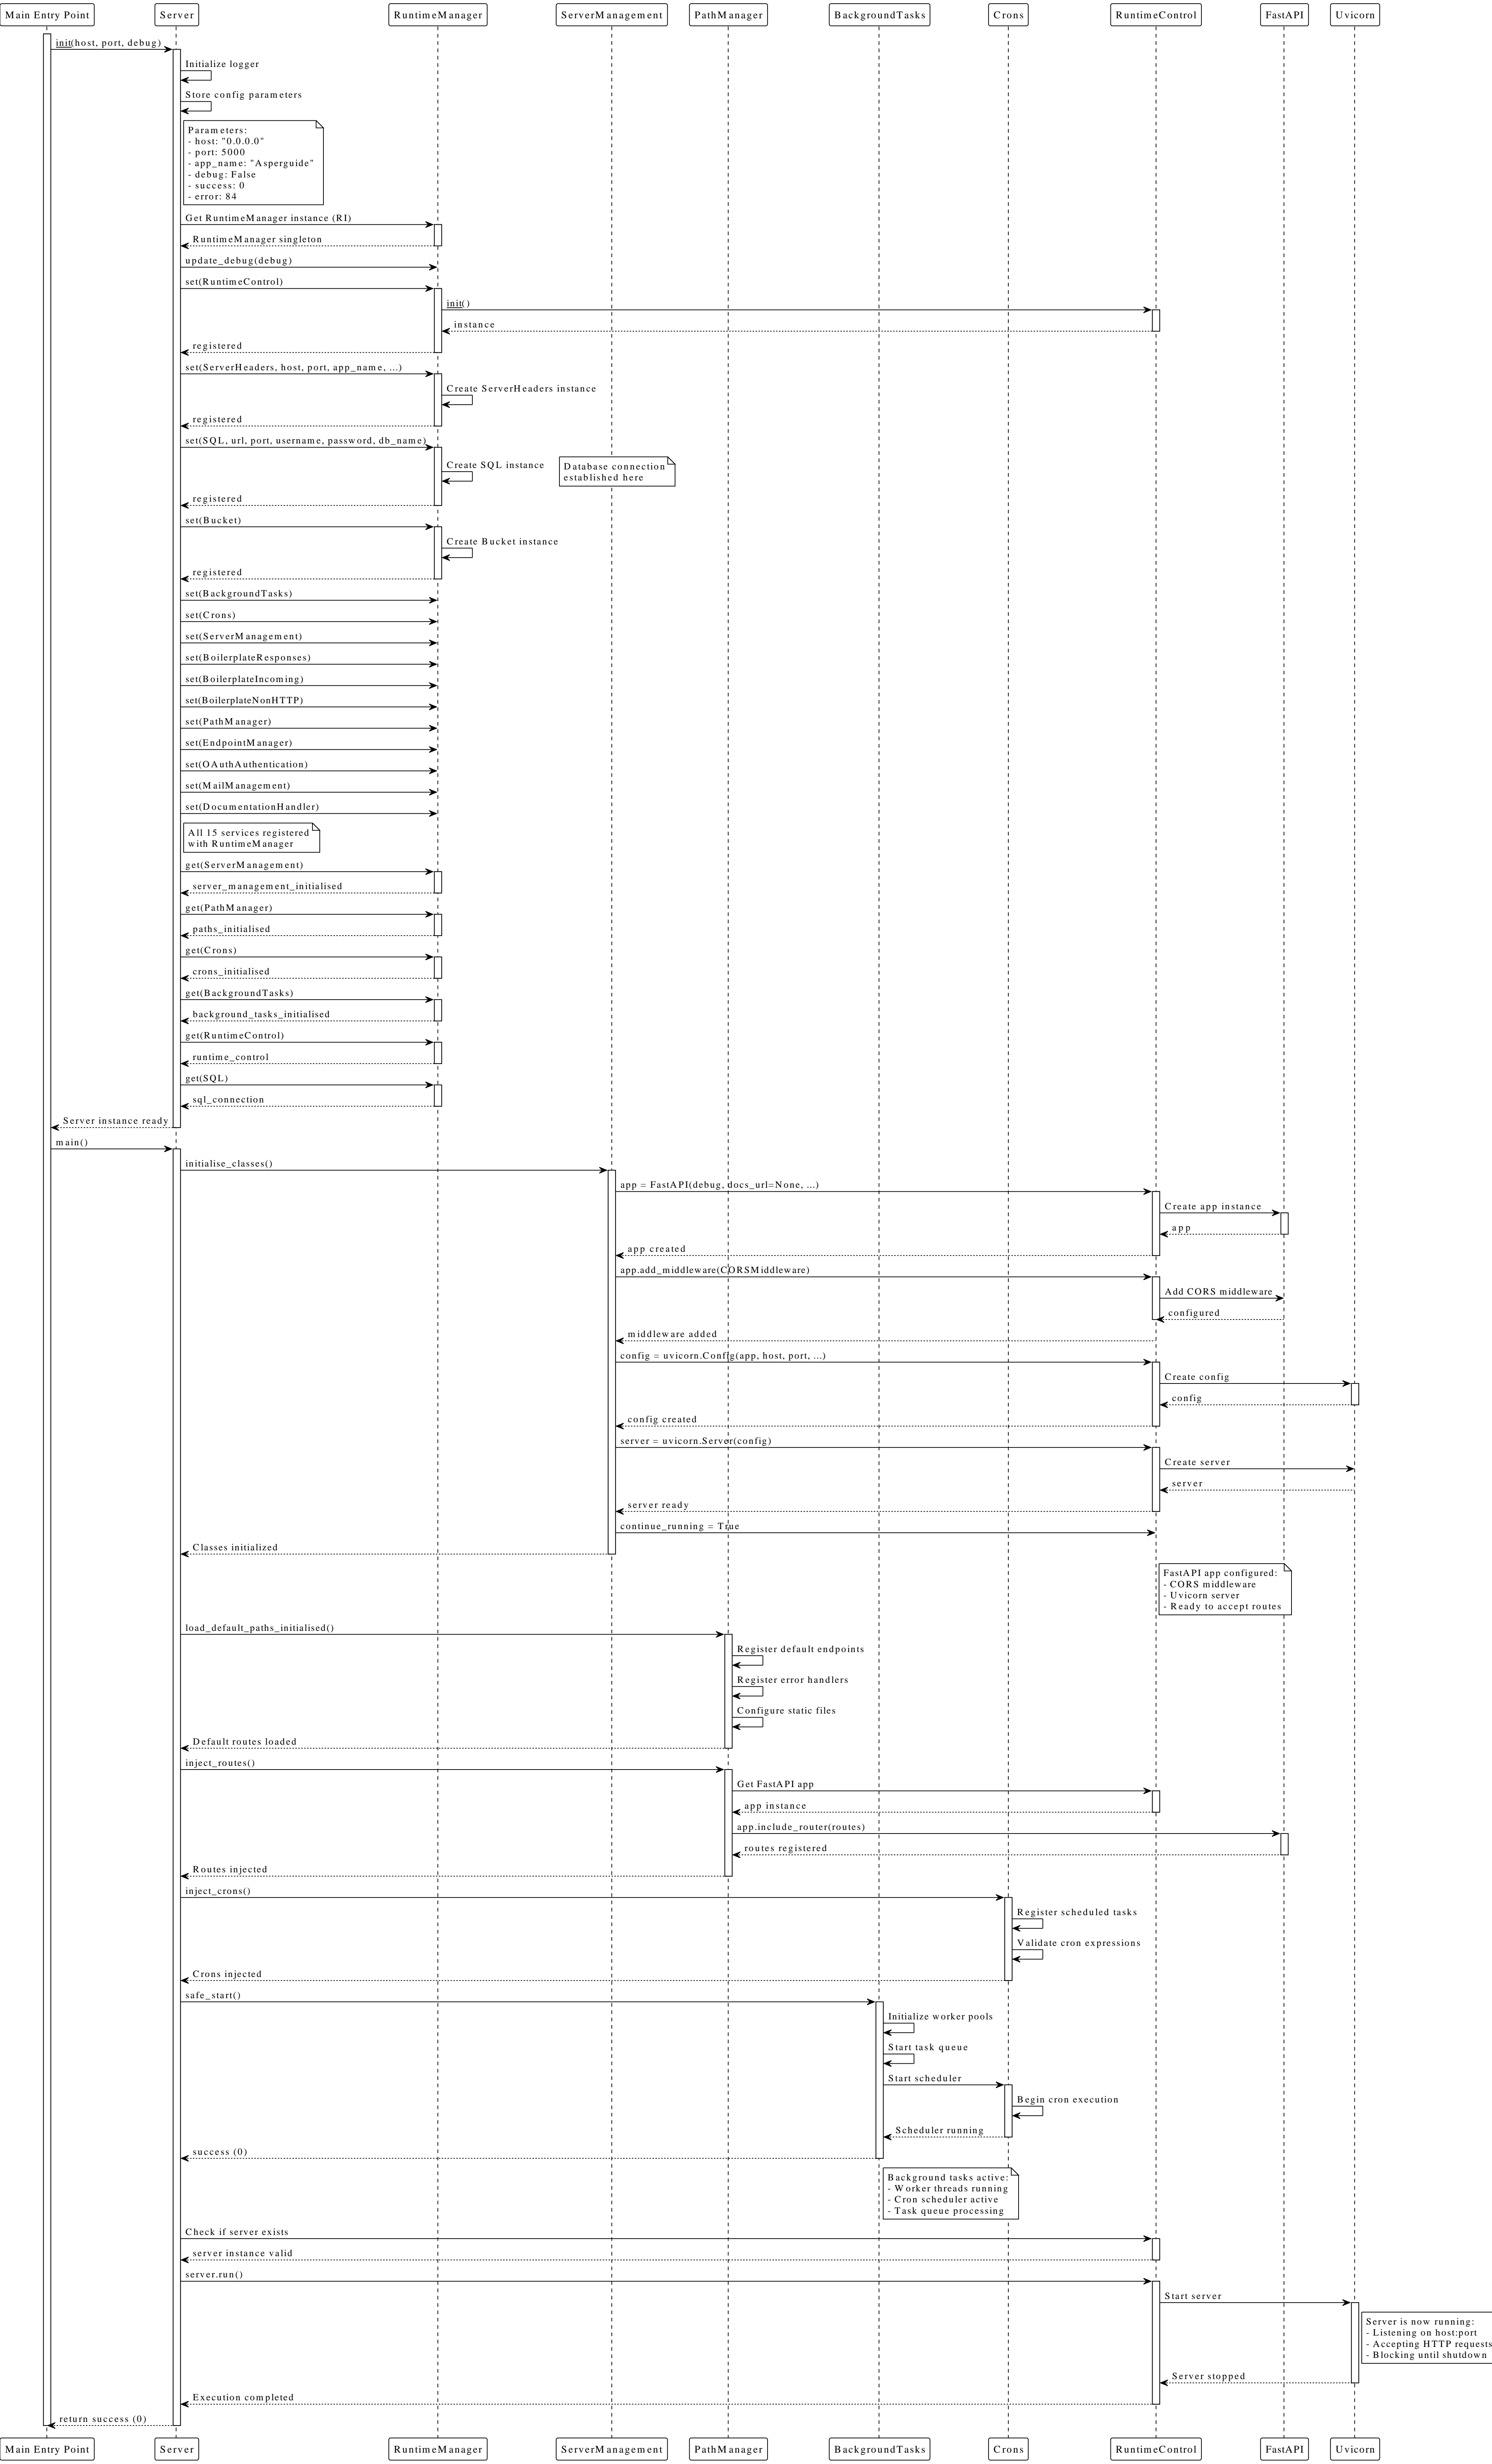 Main Entry Point
Server
RuntimeManager
ServerManagement
PathManager
BackgroundTasks
Crons
RuntimeControl
FastAPI
Uvicorn
init(host, port, debug)
Initialize logger
Store config parameters
Parameters:
- host: "0.0.0.0"
- port: 5000
- app_name: "Asperguide"
- debug: False
- success: 0
- error: 84
Get RuntimeManager instance (RI)
RuntimeManager singleton
update_debug(debug)
set(RuntimeControl)
init()
instance
registered
set(ServerHeaders, host, port, app_name, ...)
Create ServerHeaders instance
registered
set(SQL, url, port, username, password, db_name)
Create SQL instance
Database connection
established here
registered
set(Bucket)
Create Bucket instance
registered
set(BackgroundTasks)
set(Crons)
set(ServerManagement)
set(BoilerplateResponses)
set(BoilerplateIncoming)
set(BoilerplateNonHTTP)
set(PathManager)
set(EndpointManager)
set(OAuthAuthentication)
set(MailManagement)
set(DocumentationHandler)
All 15 services registered
with RuntimeManager
get(ServerManagement)
server_management_initialised
get(PathManager)
paths_initialised
get(Crons)
crons_initialised
get(BackgroundTasks)
background_tasks_initialised
get(RuntimeControl)
runtime_control
get(SQL)
sql_connection
Server instance ready
main()
initialise_classes()
app = FastAPI(debug, docs_url=None, ...)
Create app instance
app
app created
app.add_middleware(CORSMiddleware)
Add CORS middleware
configured
middleware added
config = uvicorn.Config(app, host, port, ...)
Create config
config
config created
server = uvicorn.Server(config)
Create server
server
server ready
continue_running = True
Classes initialized
FastAPI app configured:
- CORS middleware
- Uvicorn server
- Ready to accept routes
load_default_paths_initialised()
Register default endpoints
Register error handlers
Configure static files
Default routes loaded
inject_routes()
Get FastAPI app
app instance
app.include_router(routes)
routes registered
Routes injected
inject_crons()
Register scheduled tasks
Validate cron expressions
Crons injected
safe_start()
Initialize worker pools
Start task queue
Start scheduler
Begin cron execution
Scheduler running
success (0)
Background tasks active:
- Worker threads running
- Cron scheduler active
- Task queue processing
Check if server exists
server instance valid
server.run()
Start server
Server is now running:
- Listening on host:port
- Accepting HTTP requests
- Blocking until shutdown
Server stopped
Execution completed
return success (0)
Main Entry Point
Server
RuntimeManager
ServerManagement
PathManager
BackgroundTasks
Crons
RuntimeControl
FastAPI
Uvicorn